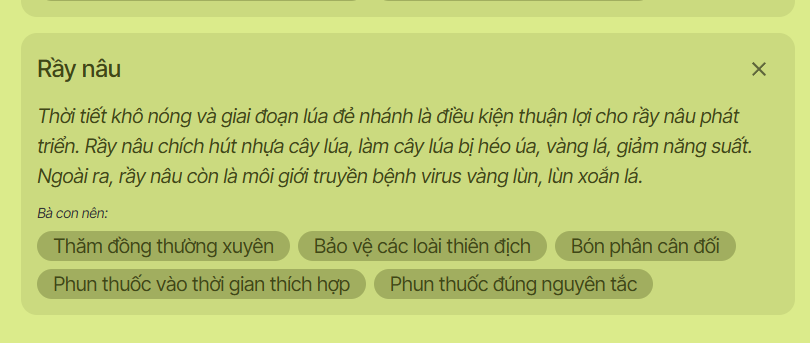 Rầy nâu
Thời tiết khô nóng và giai đoạn lúa đẻ nhánh là điều kiện thuận lợi cho rầy nâu phát
triển. Rầy nâu chích hút nhựa cây lúa, làm cây lúa bị héo úa, vàng lá, giảm năng suất.
Ngoài ra, rầy nâu còn là môi giới truyền bệnh virus vàng lùn, lùn xoắn lá.
Bà con nên:
Thăm đồng thường xuyên Bảo vệ các loài thiên địch Bón phân cân đối
Phun thuốc vào thời gian thích hợp Phun thuốc đúng nguyên tắc